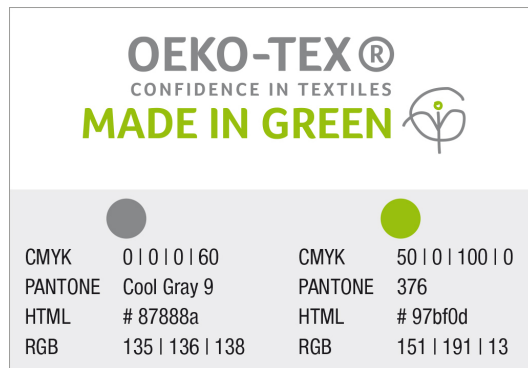 OEKO-TEX®
CONFIDENCE IN TEXTILES
MADE IN GREEN
CMYK 0 | 0 | 0 | 60
PANTONE Cool Gray 9
HTML # 87888a
RGB 135 | 136 | 138
CMYK 50 | 0 | 100 | 0
PANTONE 376
HTML # 97bf0d
RGB 151 | 191 | 13